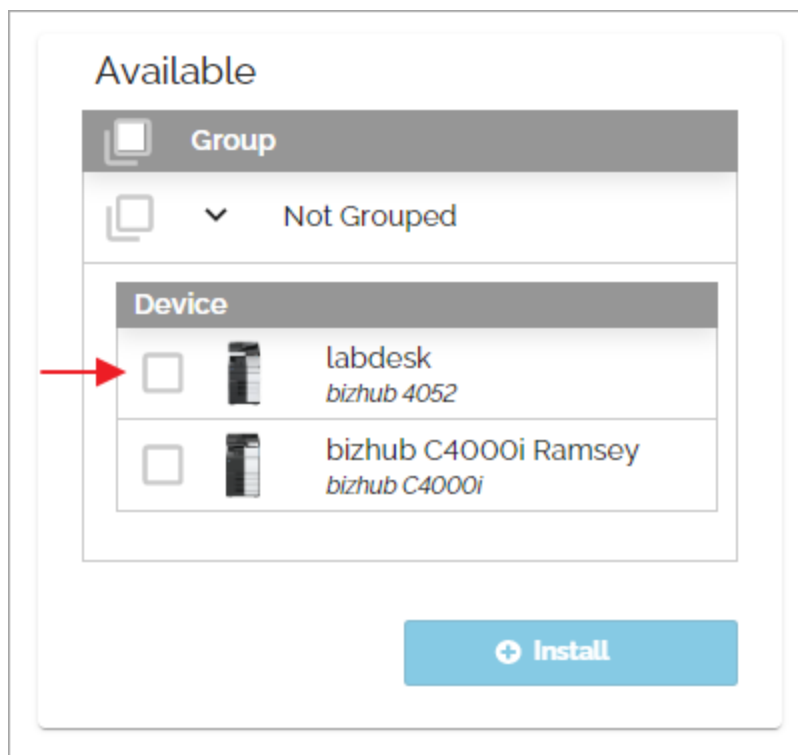 Available
Group
Not Grouped
Device
labdesk
bizhub 4052
bizhub C4000i Ramsey
bizhub C4000i
Install